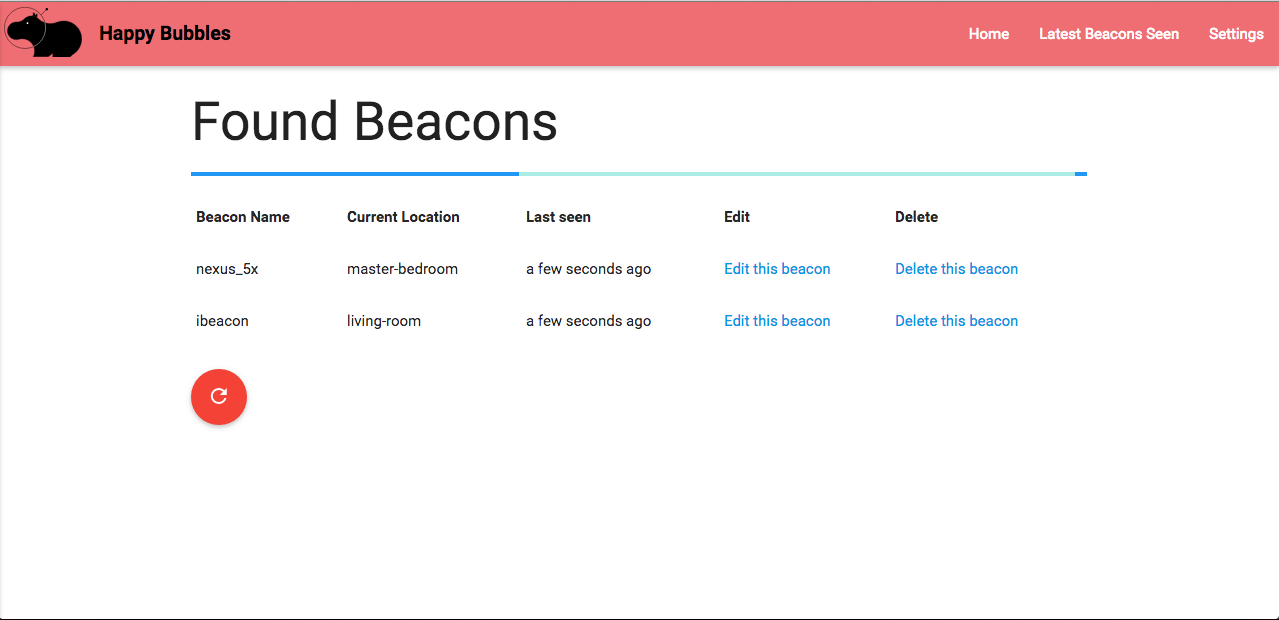 Happy Bubbles Home Latest Beacons Seen Settings
Found Beacons
Beacon Name Current Location Last seen Edit Delete
nexus_5x master-bedroom a few seconds ago Edit this beacon Delete this beacon
ibeacon living-room a few seconds ago Edit this beacon Delete this beacon